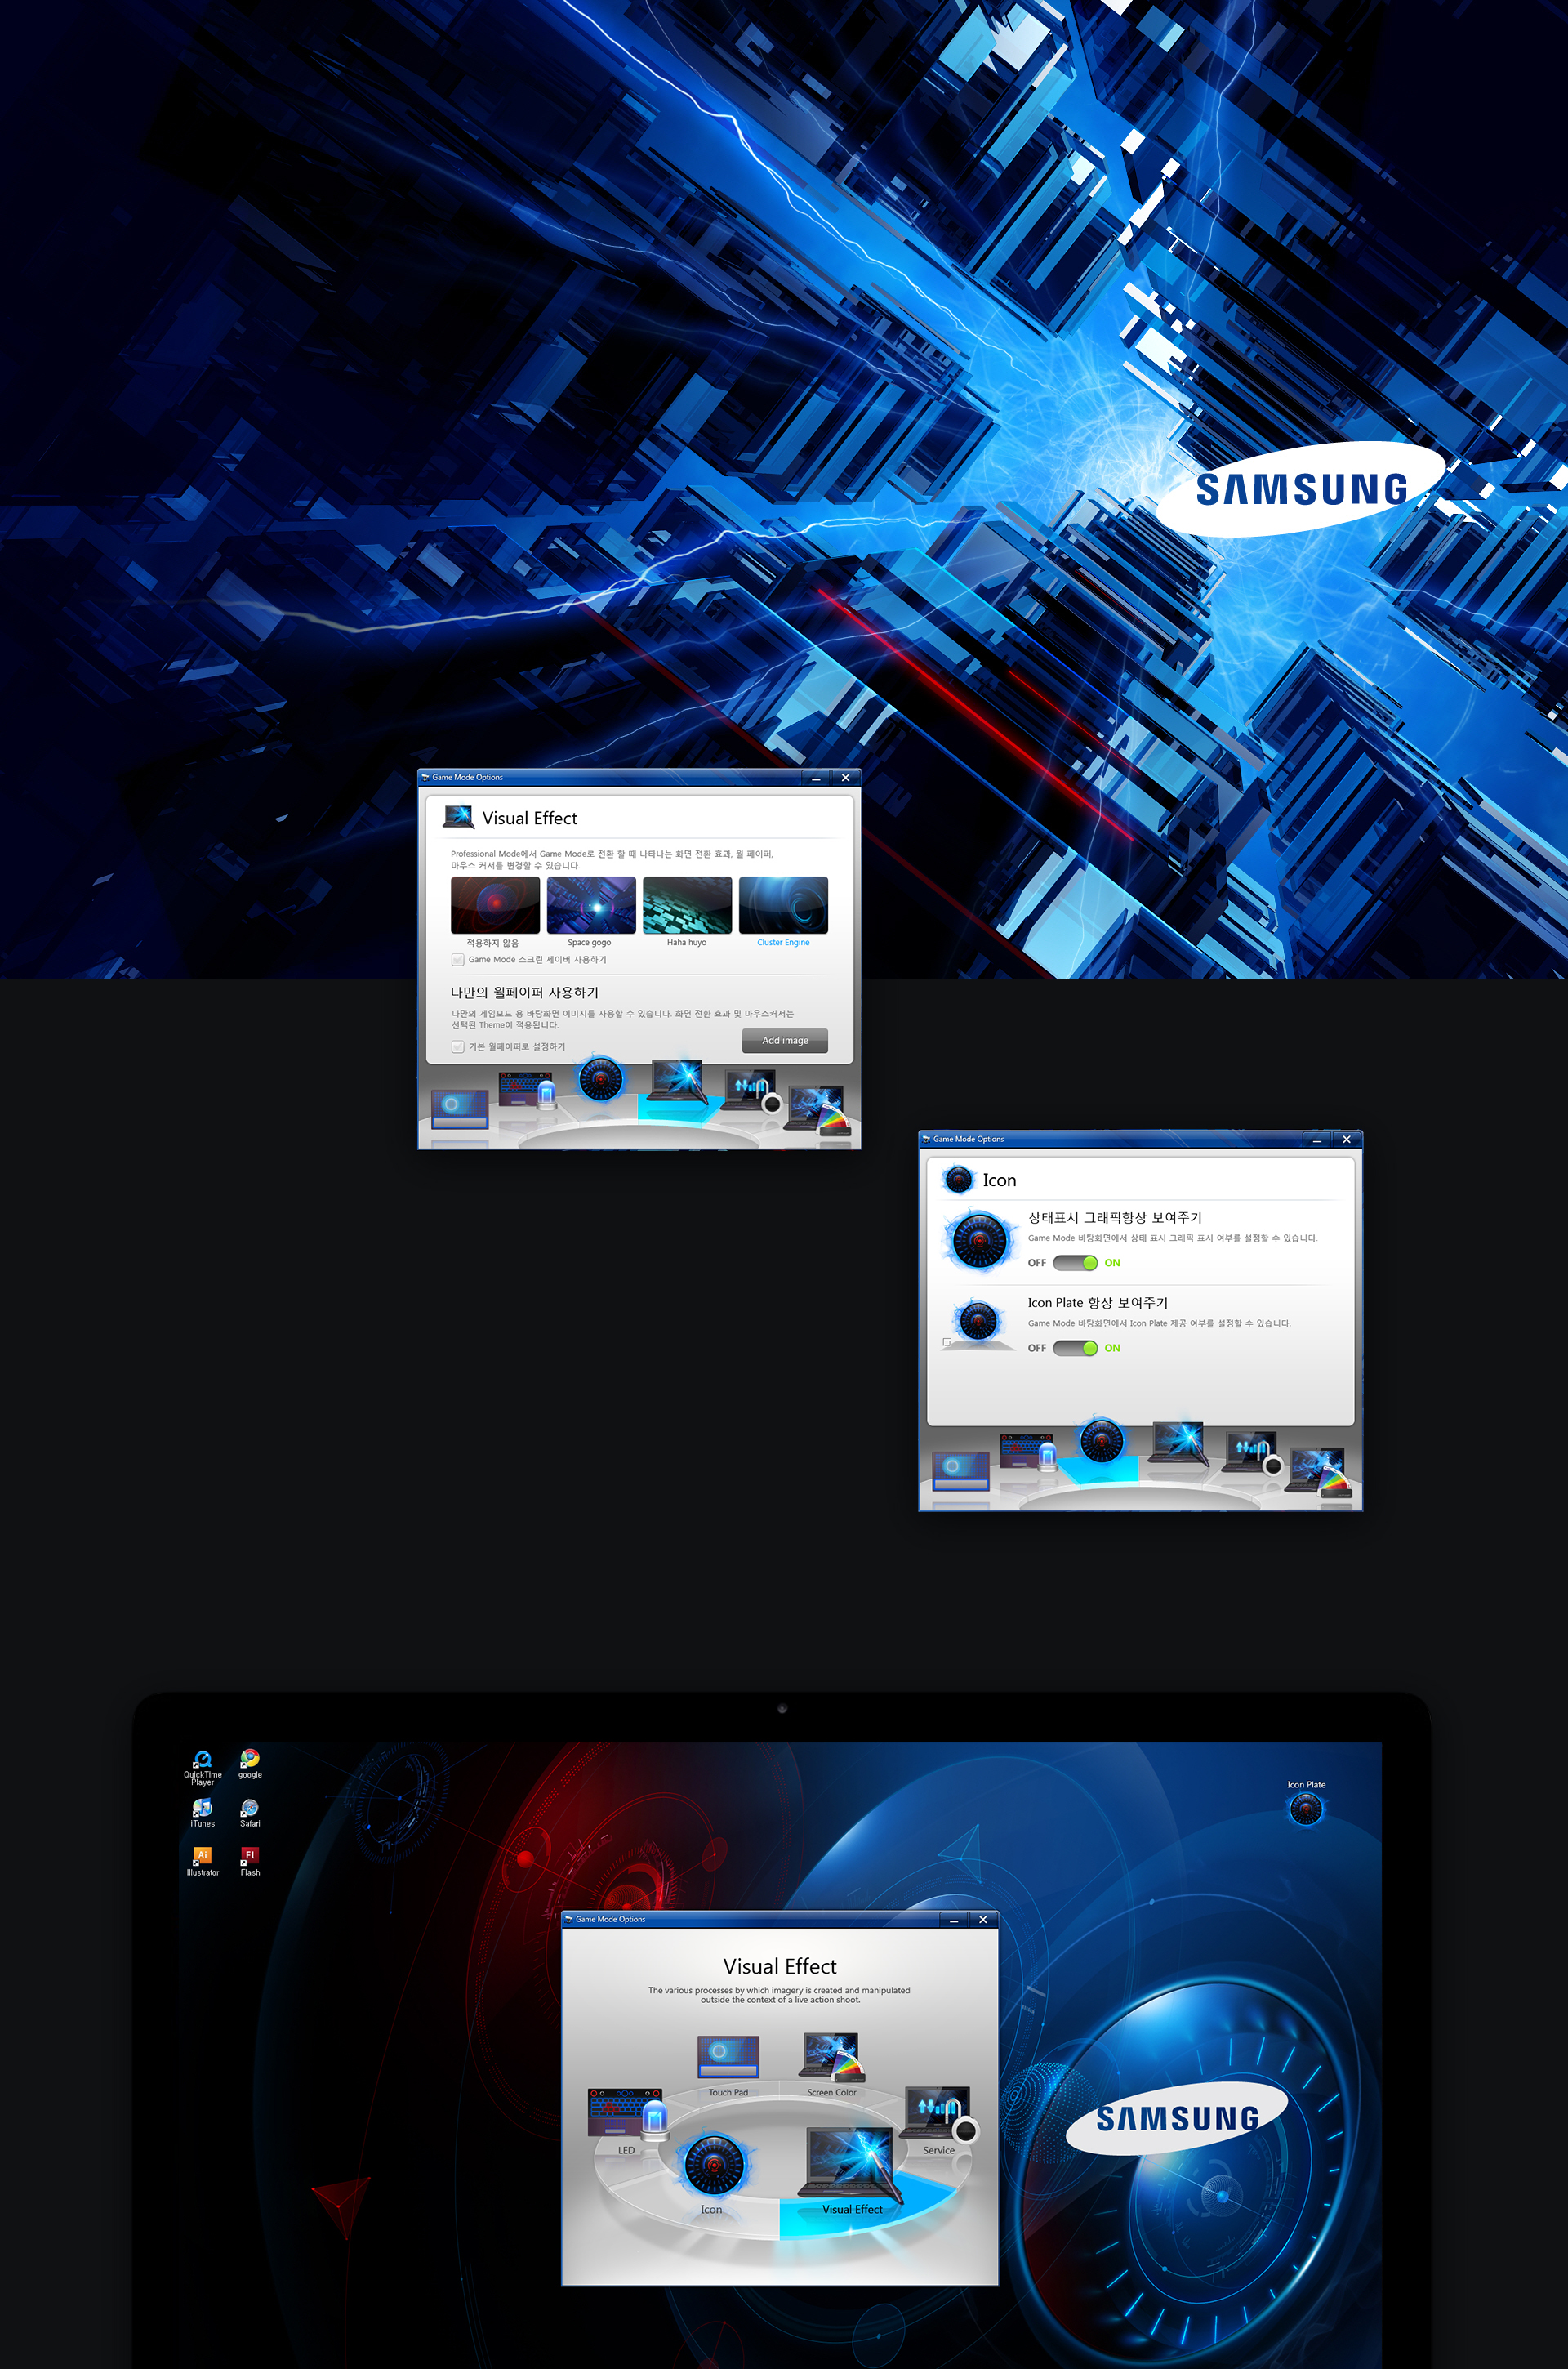 SAMSUNG
Game Mode Options
Visual Effect
Professional Mode에서 Game Mode로 전환 할 때 나타나는 화면 전환 효과, 월 페이퍼,
마우스 커서를 변경할 수 있습니다.
적용하지 않음
Space gogo
Haha huyo
Cluster Engine
Game Mode 스크린 세이버 사용하기
나만의 월페이퍼 사용하기
나만의 게임모드 용 바탕화면 이미지를 사용할 수 있습니다. 화면 전환 효과 및 마우스커서는
선택된 Theme이 적용됩니다.
Add image
기본 월페이퍼로 설정하기
Game Mode Options
Icon
상태표시 그래픽항상 보여주기
Game Mode 바탕화면에서 상태 표시 그래픽 표시 여부를 설정할 수 있습니다.
OFF ON
Icon Plate 항상 보여주기
Game Mode 바탕화면에서 Icon Plate 제공 여부를 설정할 수 있습니다.
OFF ON
QuickTime
Player
google
iTunes
Safari
Ai
Illustrator
Fl
Flash
Icon Plate
Game Mode Options
Visual Effect
The various processes by which imagery is created and manipulated
outside the context of a live action shoot.
Touch Pad
Screen Color
LED
Service
Icon
Visual Effect
SAMSUNG